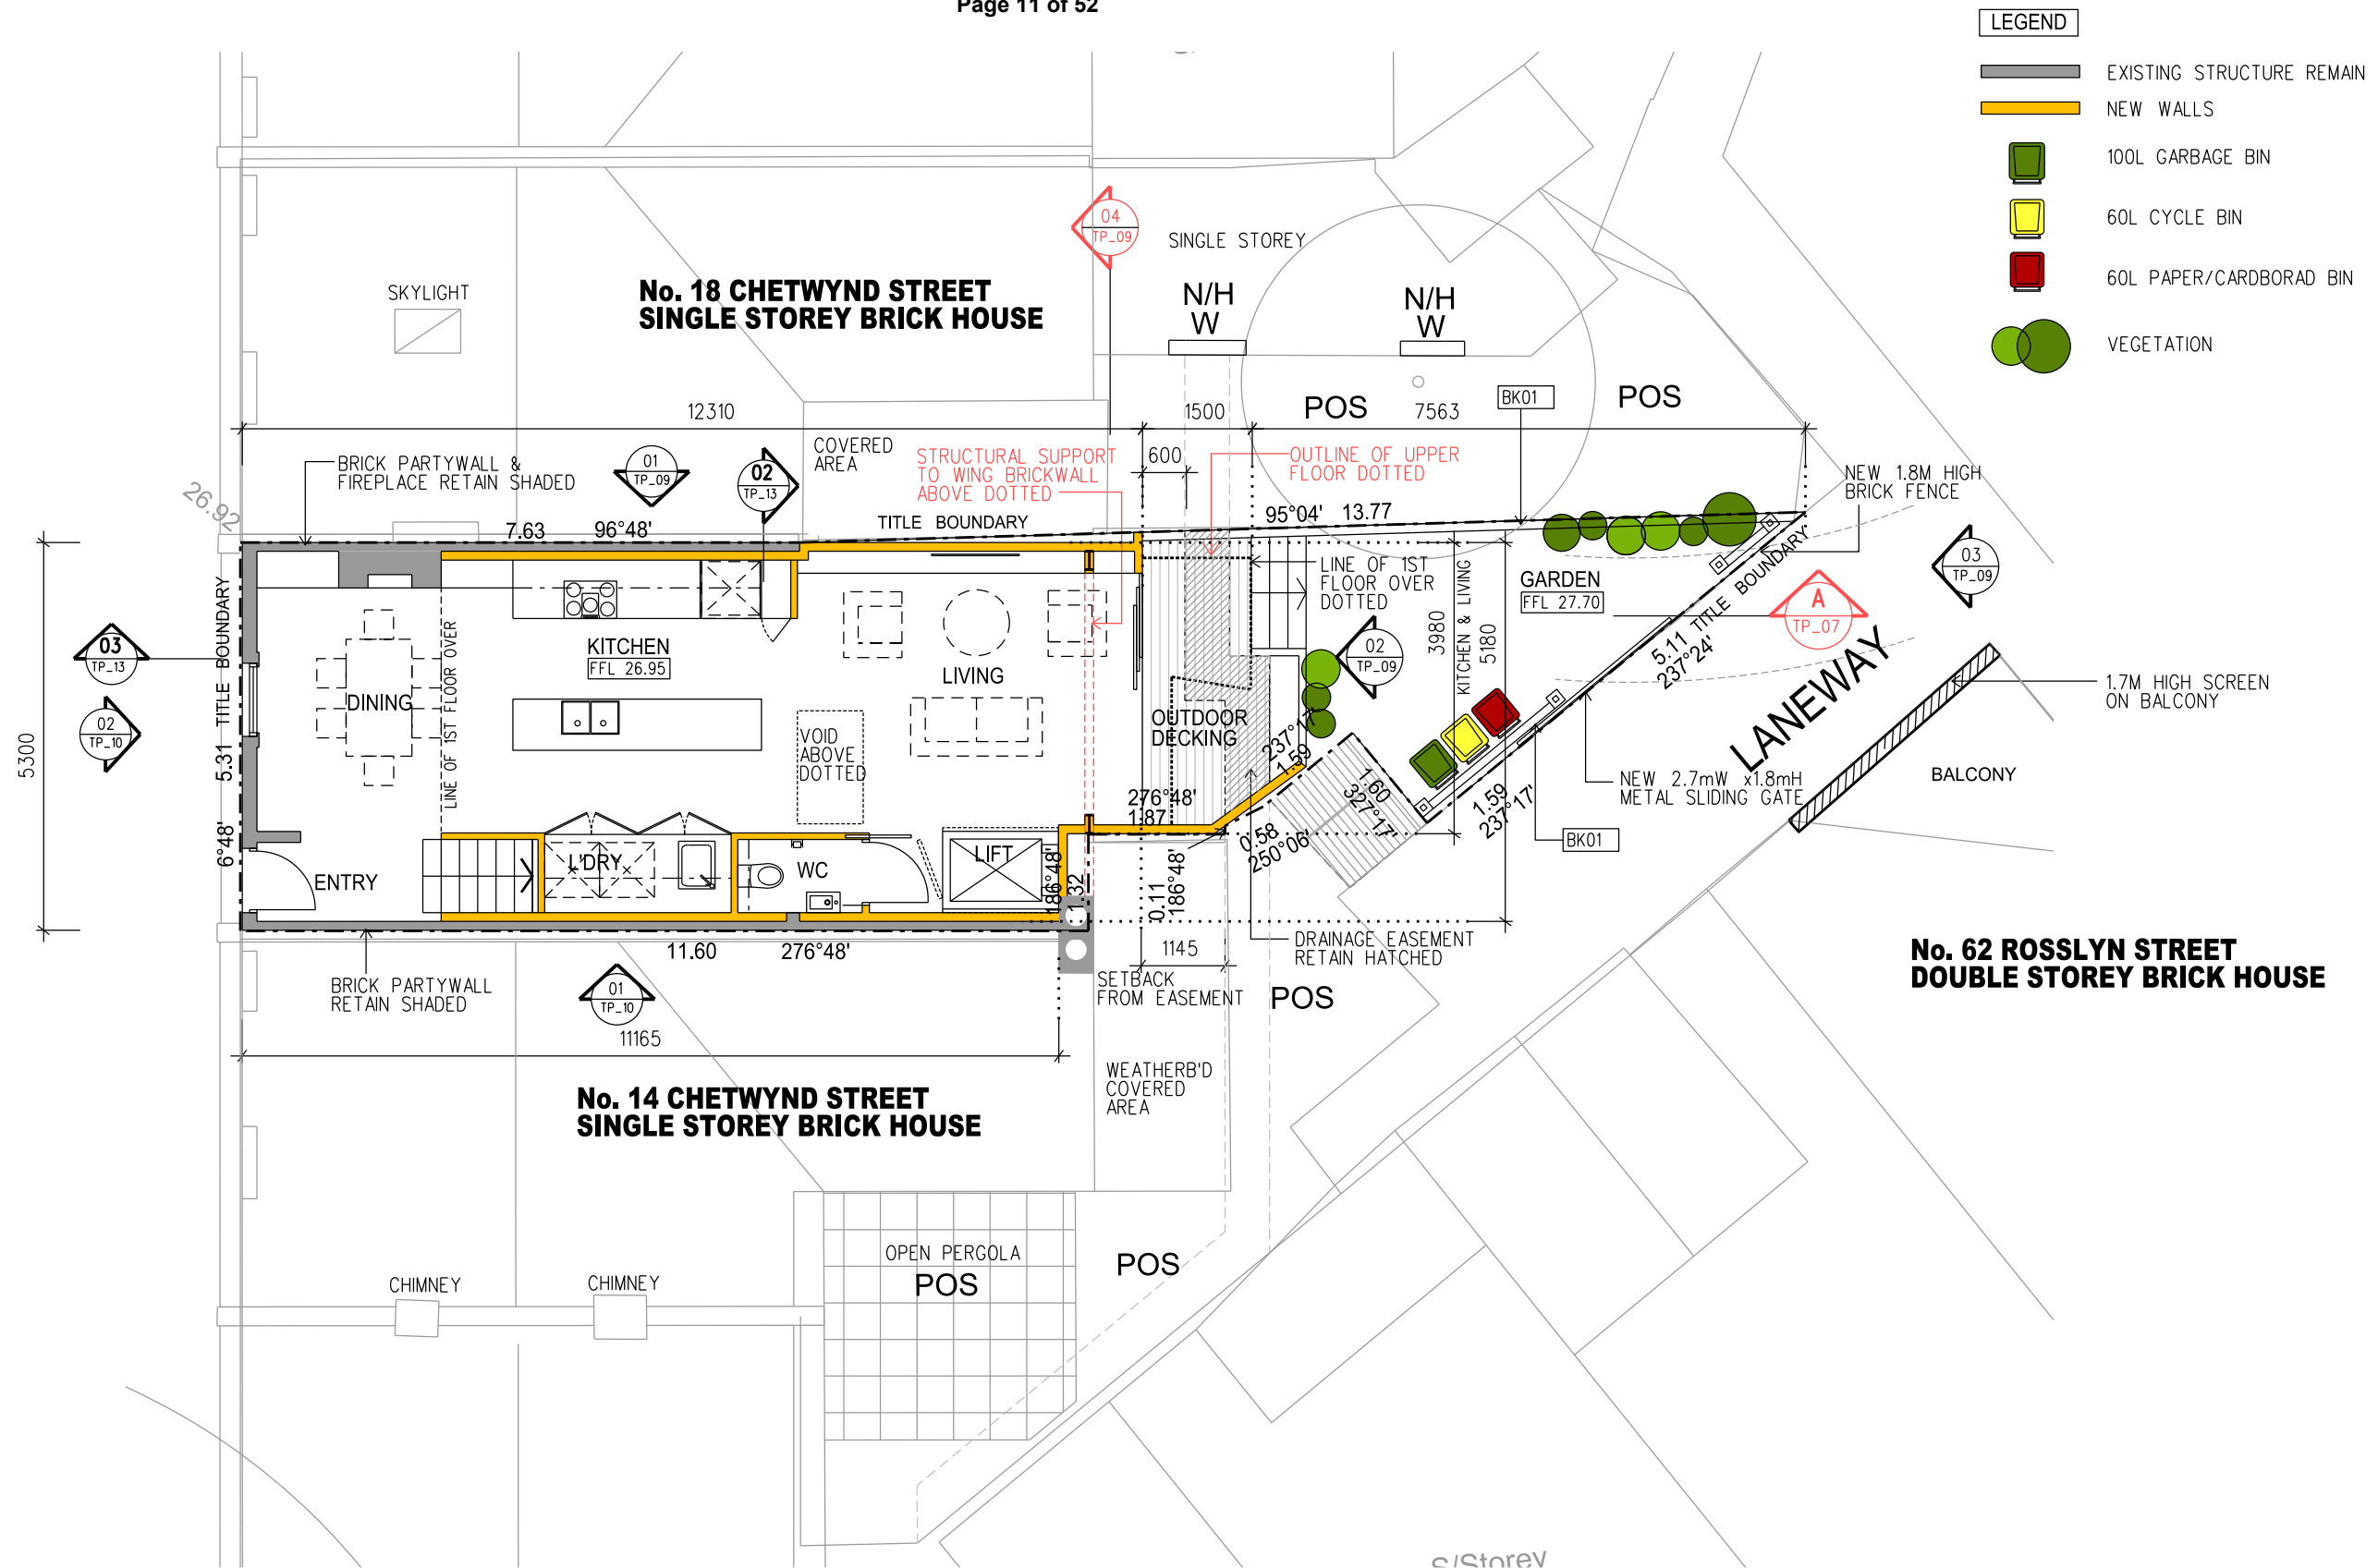 Page 11 of 52
LEGEND
EXISTING STRUCTURE REMAIN
NEW WALLS
100L GARBAGE BIN
60L CYCLE BIN
60L PAPER/CARDBORAD BIN
VEGETATION
04
TP_09
SINGLE STOREY
SKYLIGHT
No. 18 CHETWYND STREET
SINGLE STOREY BRICK HOUSE
N/H
W
N/H
W
POS
POS
BK01
12310
1500
7563
600
BRICK PARTYWALL &
FIREPLACE RETAIN SHADED
01
TP_09
02
TP_13
COVERED
AREA
STRUCTURAL SUPPORT
TO WING BRICKWALL
ABOVE DOTTED
OUTLINE OF UPPER
FLOOR DOTTED
NEW 1.8M HIGH
BRICK FENCE
26.92
7.63
96°48'
TITLE BOUNDARY
95°04'
13.77
LINE OF 1ST
FLOOR OVER
DOTTED
GARDEN
FFL 27.70
TITLE BOUNDARY
5.11
237°24'
A
TP_07
03
TP_09
3980
KITCHEN & LIVING
5180
02
TP_09
03
TP_13
02
TP_10
5300
TITLE BOUNDARY
5.31
6°48'
KITCHEN
FFL 26.95
DINING
LINE OF 1ST FLOOR OVER
LIVING
VOID
ABOVE
DOTTED
OUTDOOR
DECKING
237°17'
1.59
LANEWAY
1.7M HIGH SCREEN
ON BALCONY
BALCONY
NEW 2.7mW x1.8mH
METAL SLIDING GATE
1.60
327°17'
1.59
237°17'
BK01
276°48'
1.87
0.58
250°06'
ENTRY
L'DRY
WC
LIFT
186°48'
1.32
0.11
186°48'
11.60
276°48'
1145
DRAINAGE EASEMENT
RETAIN HATCHED
SETBACK
FROM EASEMENT
POS
BRICK PARTYWALL
RETAIN SHADED
01
TP_10
11165
No. 62 ROSSLYN STREET
DOUBLE STOREY BRICK HOUSE
No. 14 CHETWYND STREET
SINGLE STOREY BRICK HOUSE
WEATHERB'D
COVERED
AREA
OPEN PERGOLA
POS
POS
CHIMNEY
CHIMNEY
S/Storey